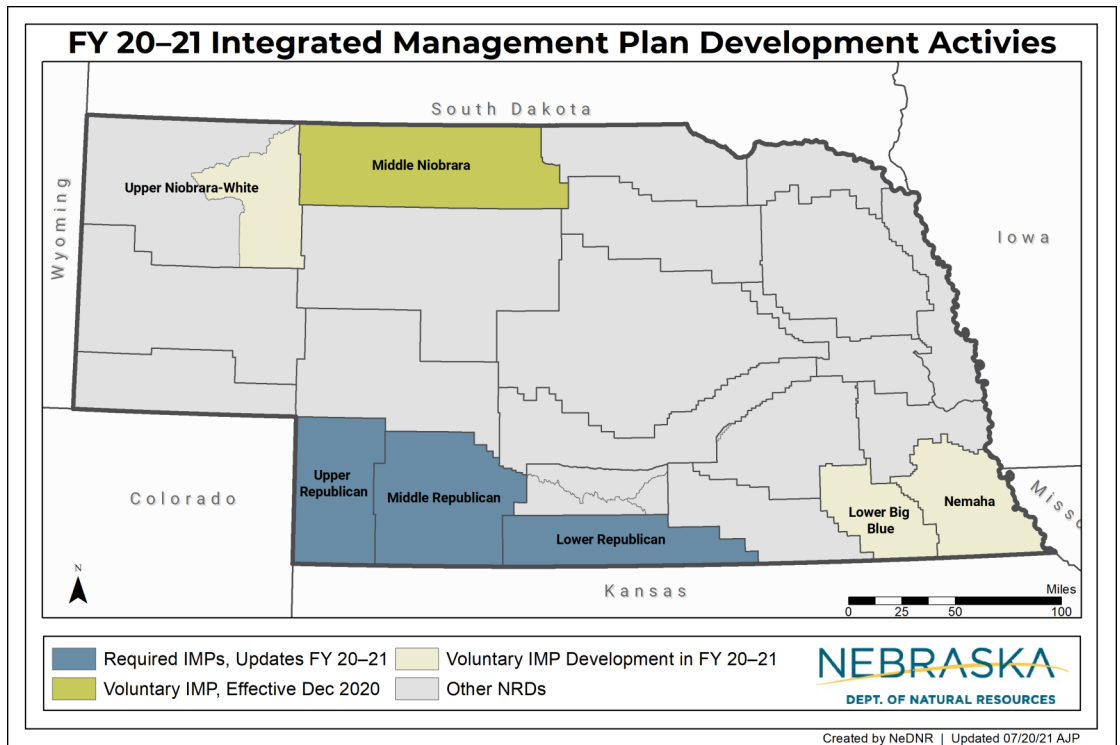 FY 20–21 Integrated Management Plan Development Activies
South Dakota
Middle Niobrara
Upper Niobrara-White
Wyoming
Iowa
Upper
Republican
Middle Republican
Colorado
Lower Republican
Lower Big
Blue
Nemaha
Misso
Kansas
N
Miles
0 25 50 100
Required IMPs, Updates FY 20–21
Voluntary IMP Development in FY 20–21
Voluntary IMP, Effective Dec 2020
Other NRDs
NEBRASKA
DEPT. OF NATURAL RESOURCES
Created by NeDNR | Updated 07/20/21 AJP